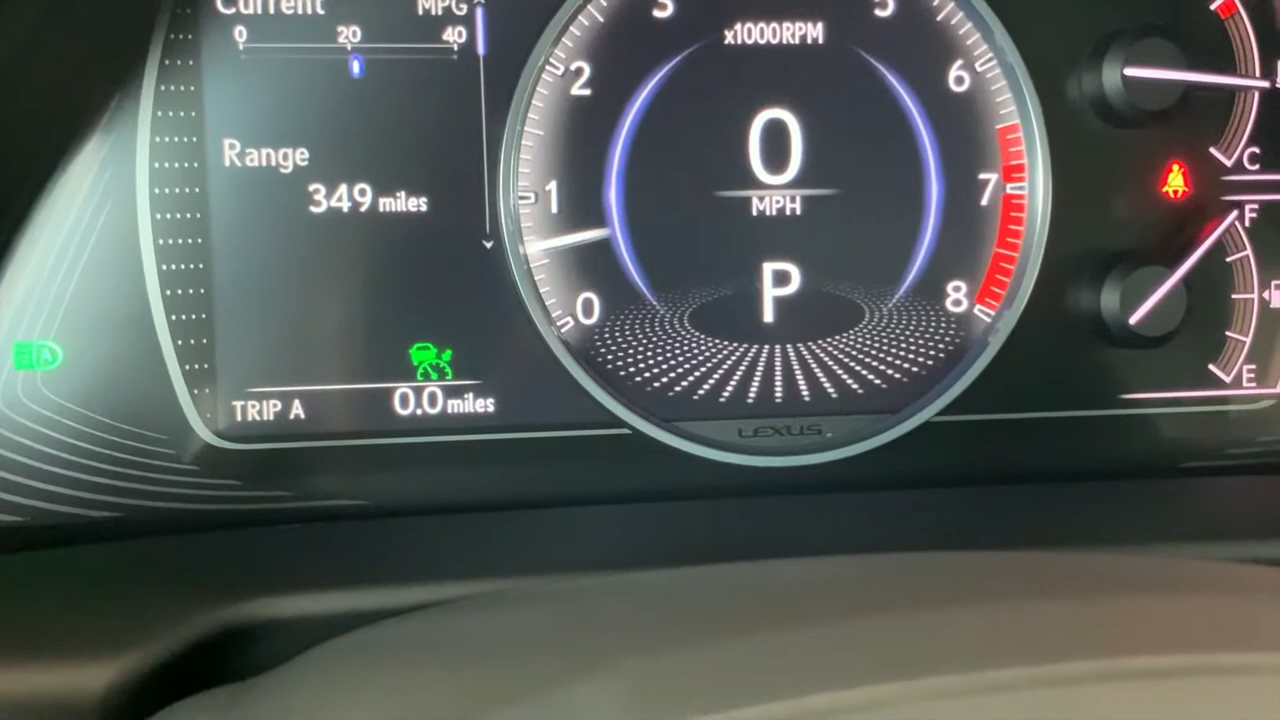 Current MPG
0 20 40
Range
349 miles
TRIP A 0.0 miles
x1000RPM
0
1
2
3
5
6
7
8
0
MPH
P
LEXUS
C
F
E
A